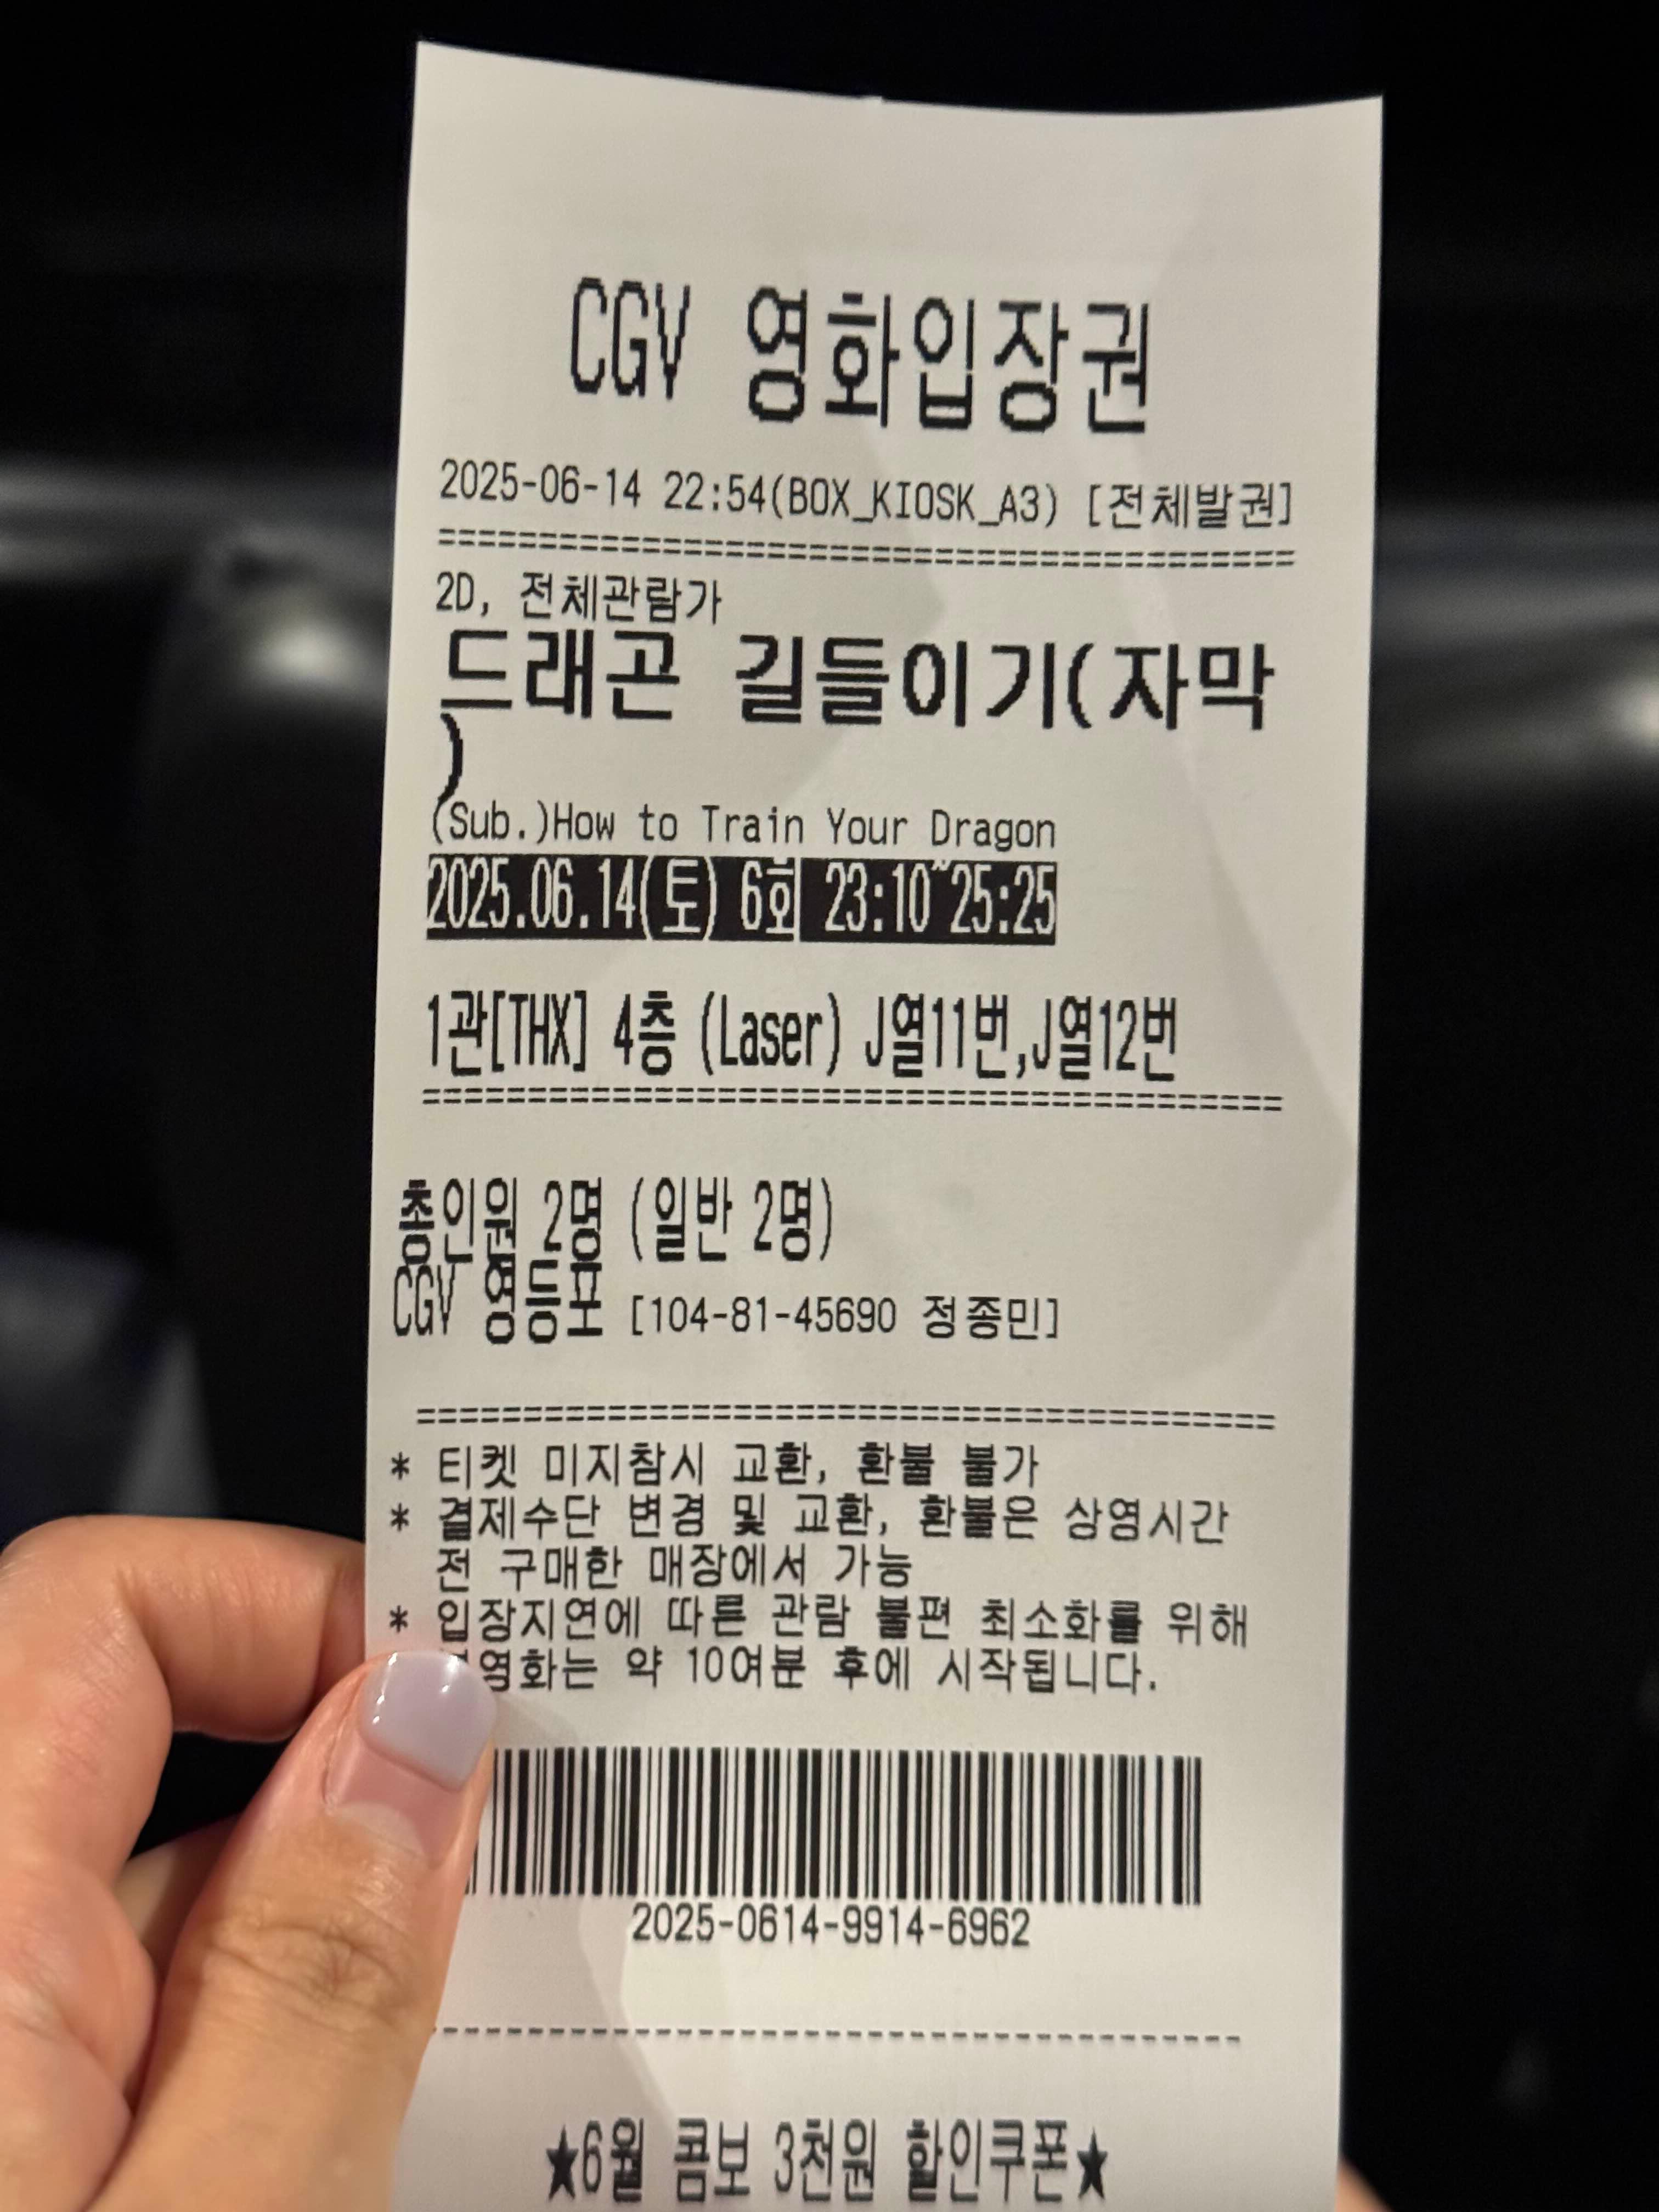 CGV 영화입장권
2025-06-14 22:54(BOX_KIOSK_A3) [전체발권]
========================================
2D, 전체관람가
드래곤 길들이기(자막
)
(Sub.)How to Train Your Dragon
2025.06.14(토) 6회 23:10~25:25
1관[THX] 4층 (Laser) J열11번,J열12번
========================================
총인원 2명 (일반 2명)
CGV 영등포 [104-81-45690 정종민]
========================================
* 티켓 미지참시 교환, 환불 불가
* 결제수단 변경 및 교환, 환불은 상영시간
전 구매한 매장에서 가능
* 입장지연에 따른 관람 불편 최소화를 위해
영화는 약 10여분 후에 시작됩니다.
2025-0614-9914-6962
----------------------------------------
★6월 콤보 3천원 할인쿠폰★